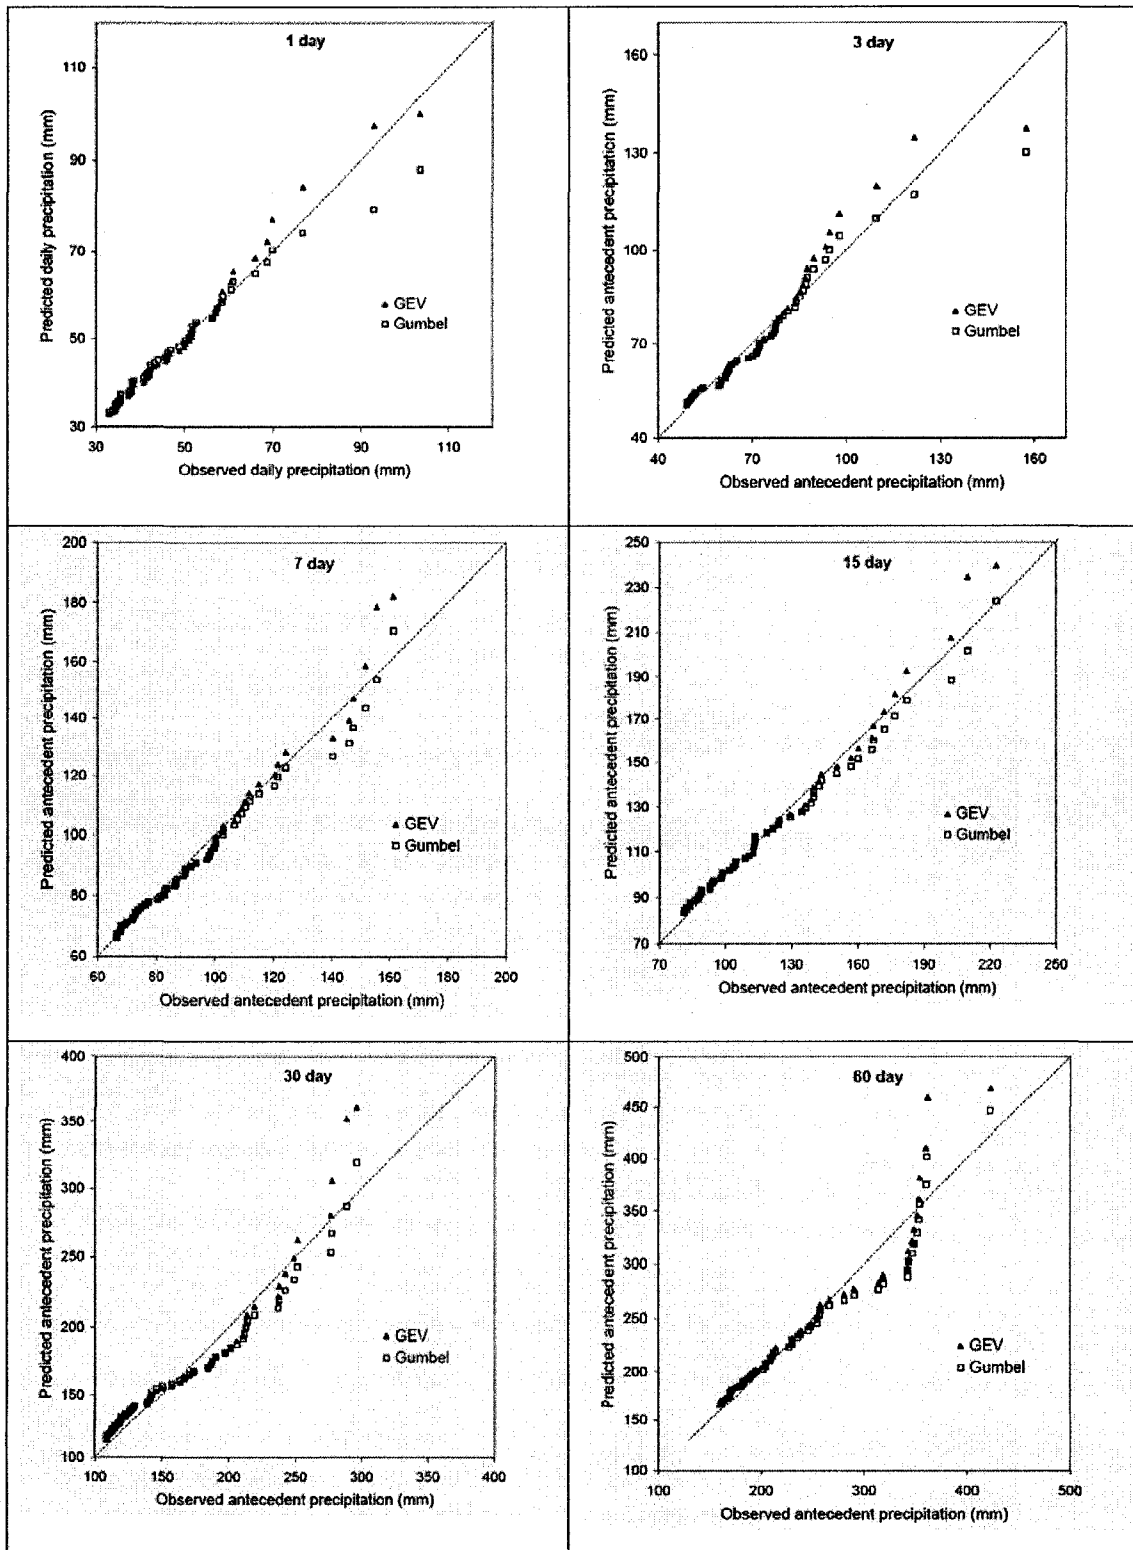 1 day
Predicted daily precipitation (mm)
110
90
70
50
30
GEV
Gumbel
30 50 70 90 110
Observed daily precipitation (mm)
3 day
Predicted antecedent precipitation (mm)
160
130
100
70
40
GEV
Gumbel
40 70 100 130 160
Observed antecedent precipitation (mm)
7 day
Predicted antecedent precipitation (mm)
200
180
160
140
120
100
80
60
GEV
Gumbel
60 80 100 120 140 160 180 200
Observed antecedent precipitation (mm)
15 day
Predicted antecedent precipitation (mm)
250
230
210
190
170
150
130
110
90
70
GEV
Gumbel
70 100 130 160 190 220 250
Observed antecedent precipitation (mm)
30 day
Predicted antecedent precipitation (mm)
400
350
300
250
200
150
100
GEV
Gumbel
100 150 200 250 300 350 400
Observed antecedent precipitation (mm)
60 day
Predicted antecedent precipitation (mm)
500
450
400
350
300
250
200
150
100
GEV
Gumbel
100 200 300 400 500
Observed antecedent precipitation (mm)